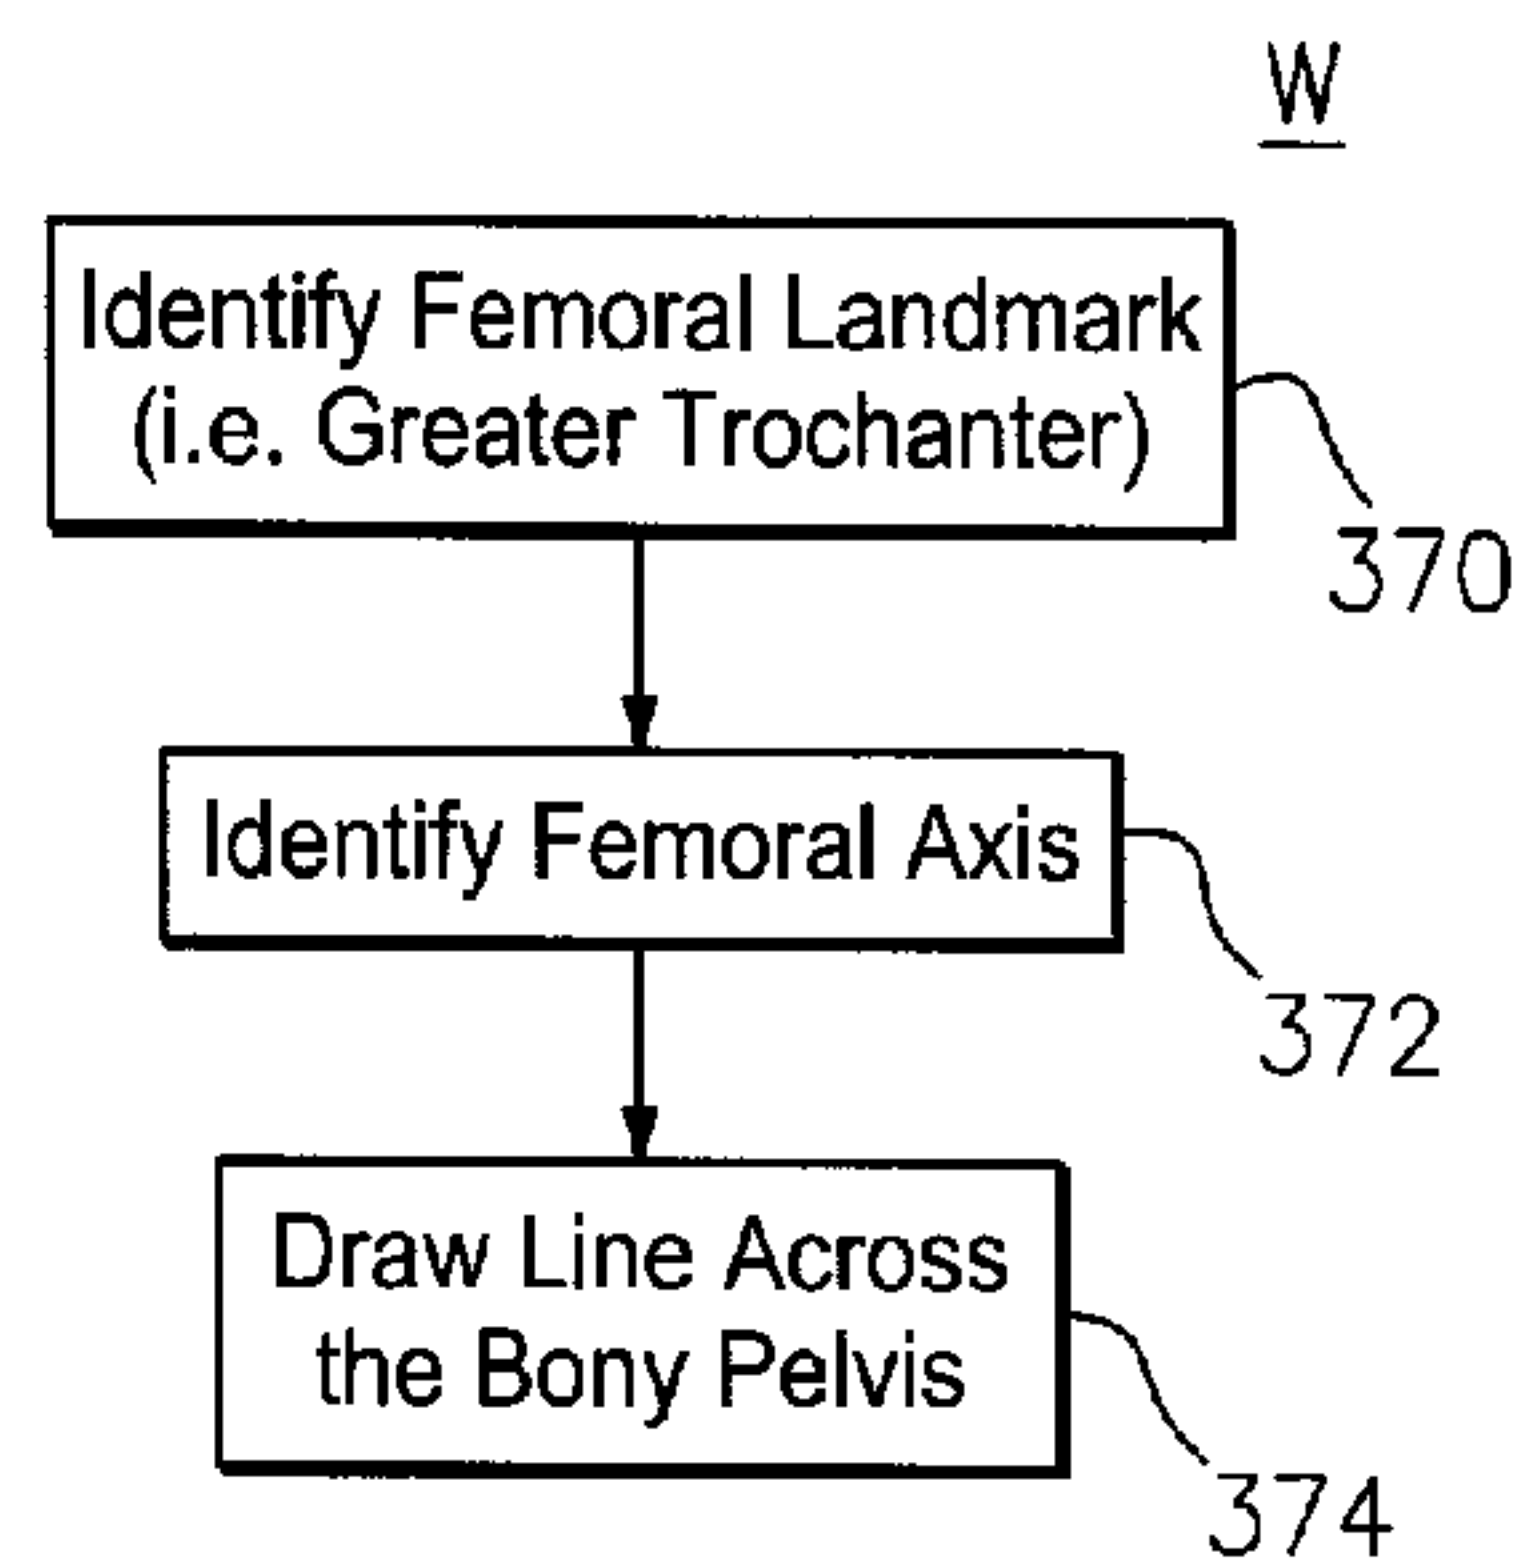 W
Identify Femoral Landmark
(i.e. Greater Trochanter)
370
Identify Femoral Axis
372
Draw Line Across
the Bony Pelvis
374